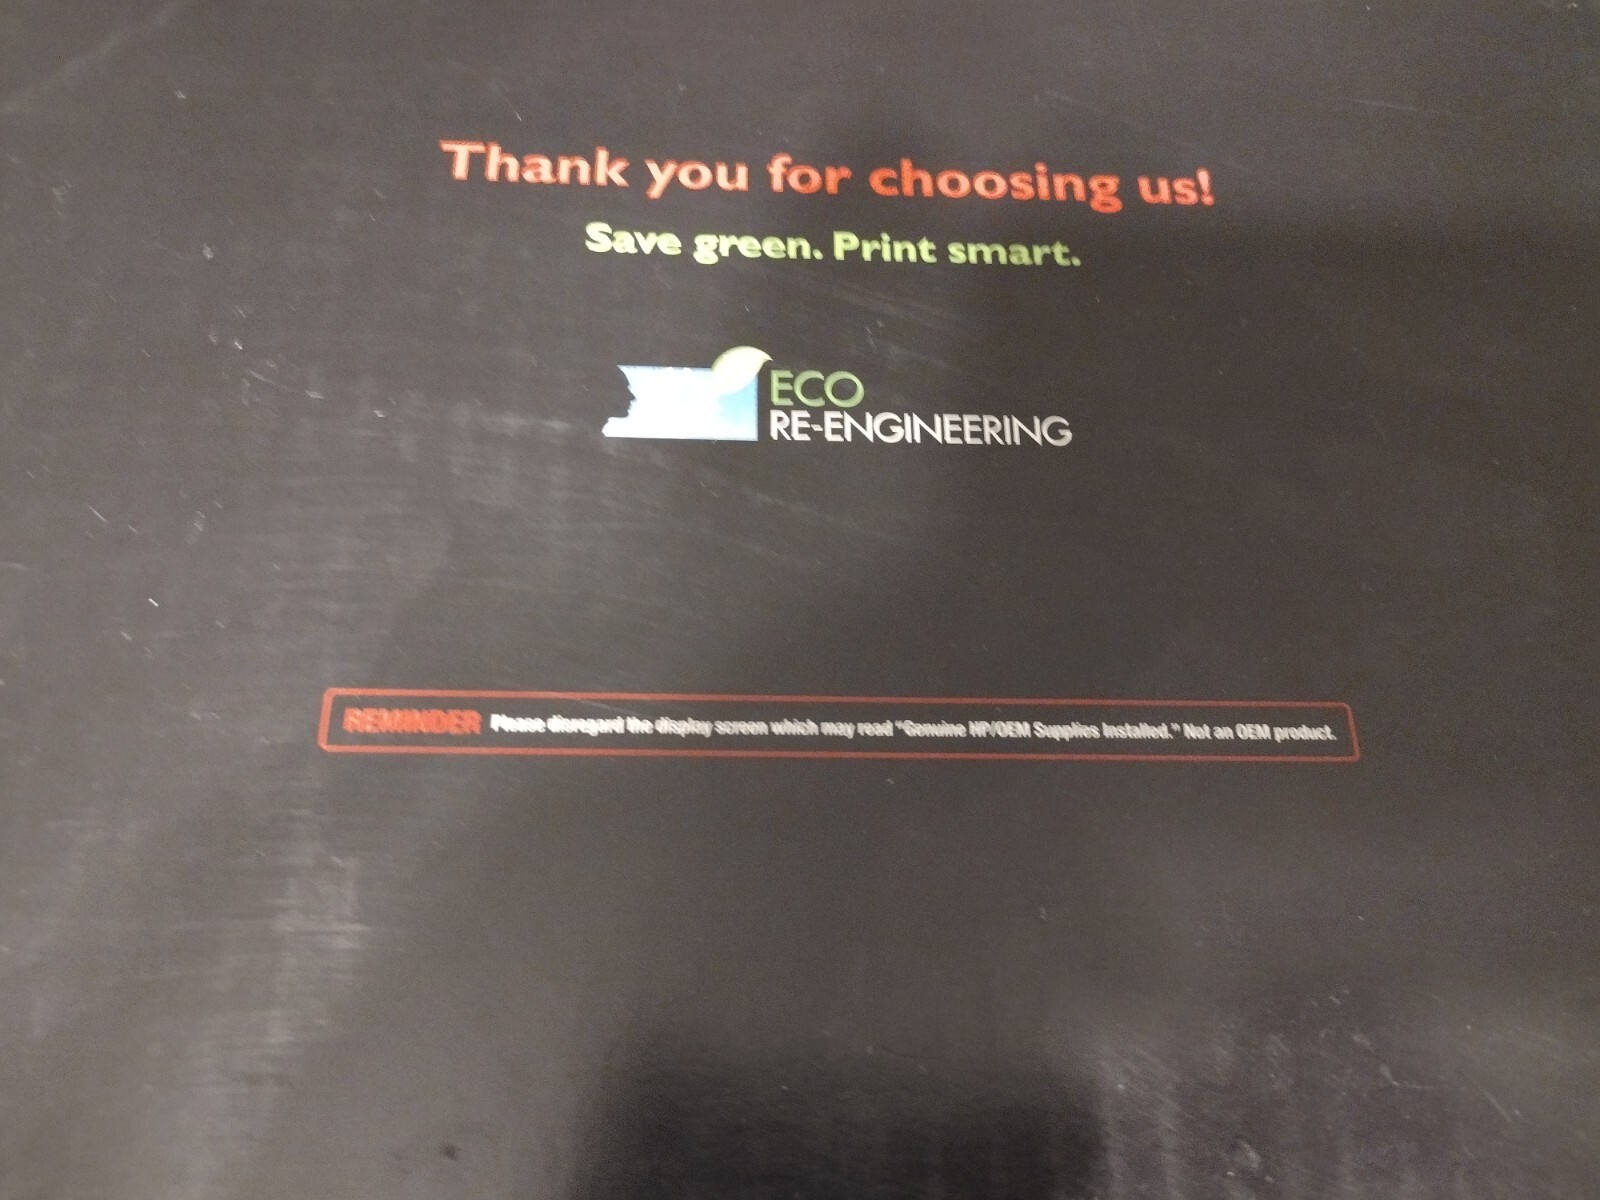 Thank you for choosing us!
Save green. Print smart.
ECO
RE-ENGINEERING
REMINDER Please disregard the display screen which may read "Genuine HP/OEM Supplies Installed." Not an OEM product.